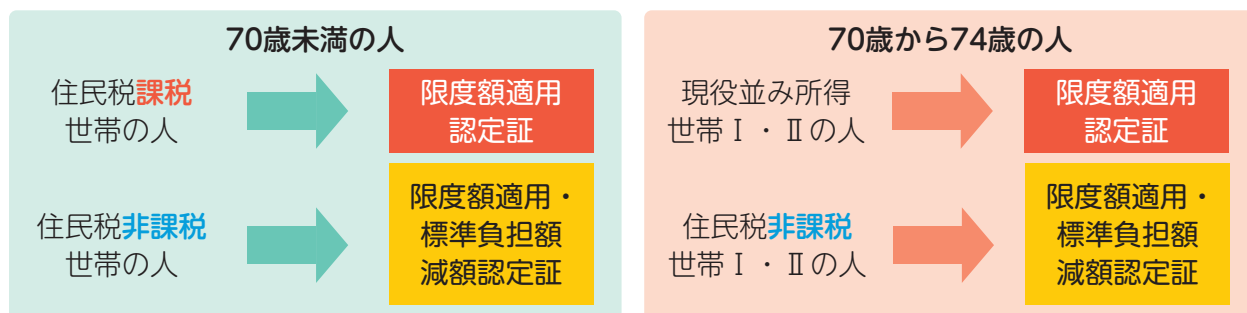 70歳未満の人
住民税課税
世帯の人
限度額適用
認定証
住民税非課税
世帯の人
限度額適用・
標準負担額
減額認定証
70歳から74歳の人
現役並み所得
世帯Ⅰ・Ⅱの人
限度額適用
認定証
住民税非課税
世帯Ⅰ・Ⅱの人
限度額適用・
標準負担額
減額認定証